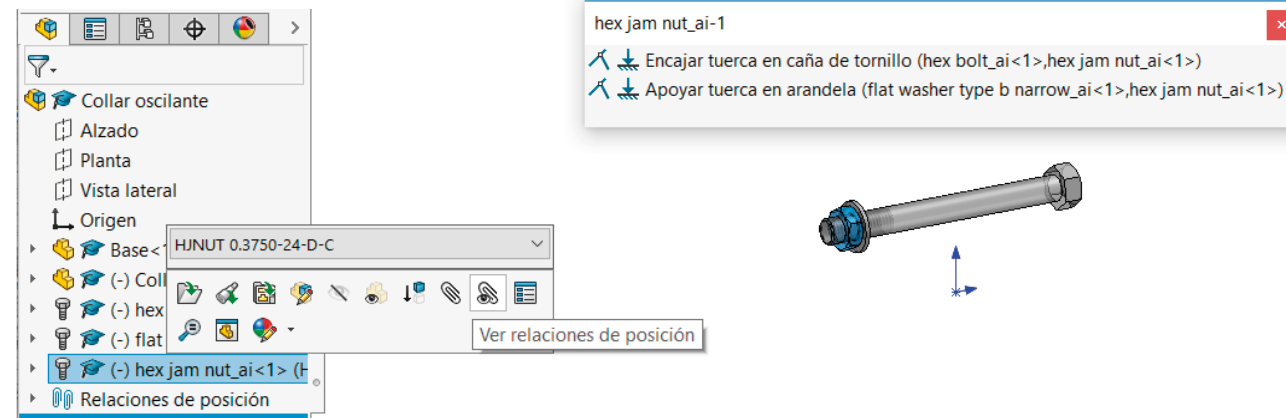 Collar oscilante
Alzado
Planta
Vista lateral
Origen
Base<
(-) Coll
(-) hex
(-) flat
(-) hex jam nut_ai<1> (H
Relaciones de posición
HJNUT 0.3750-24-D-C
Ver relaciones de posición
hex jam nut_ai-1
Encajar tuerca en caña de tornillo (hex bolt_ai<1>,hex jam nut_ai<1>)
Apoyar tuerca en arandela (flat washer type b narrow_ai<1>,hex jam nut_ai<1>)